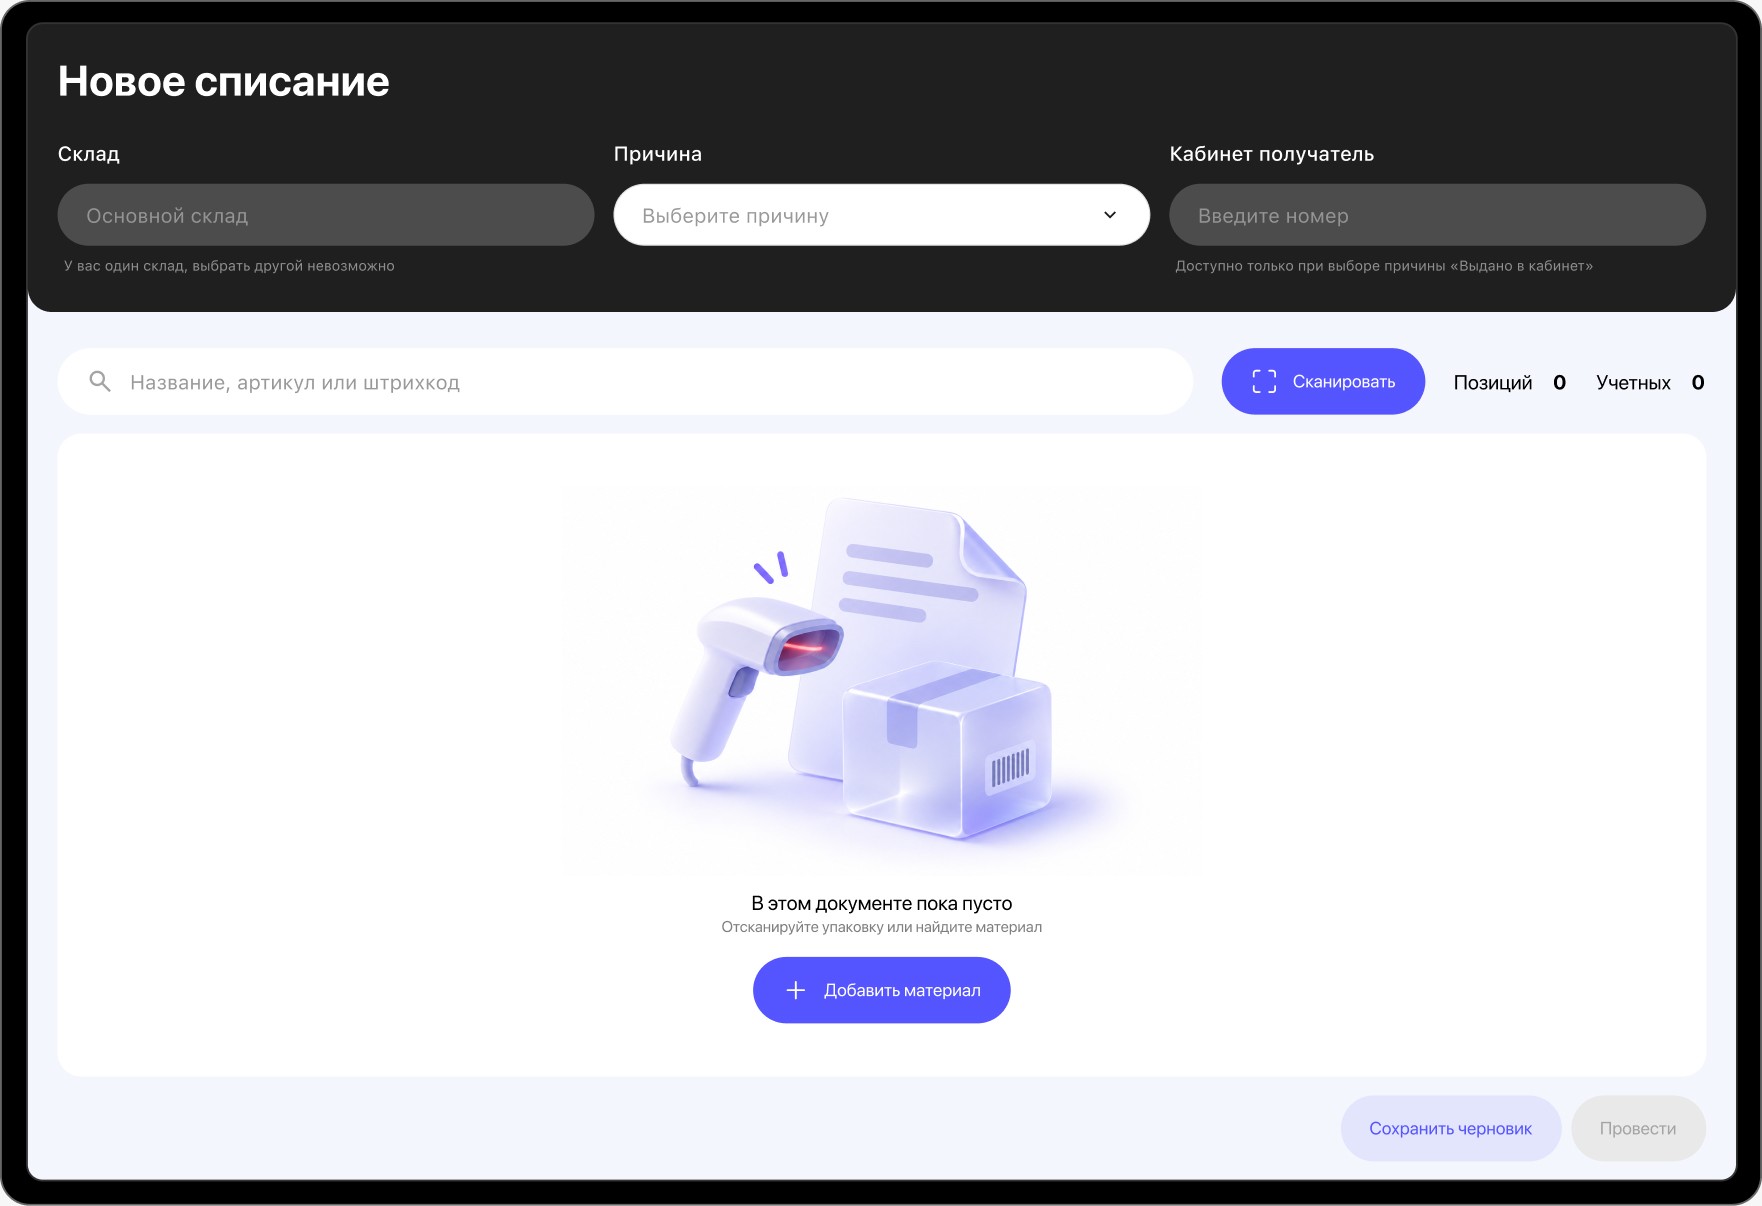 Новое списание
Склад
Причина
Кабинет получатель
Основной склад
Выберите причину
Введите номер
У вас один склад, выбрать другой невозможно
Доступно только при выборе причины «Выдано в кабинет»
Название, артикул или штрихкод
Сканировать
Позиций 0
Учетных 0
В этом документе пока пусто
Отсканируйте упаковку или найдите материал
Добавить материал
Сохранить черновик
Провести